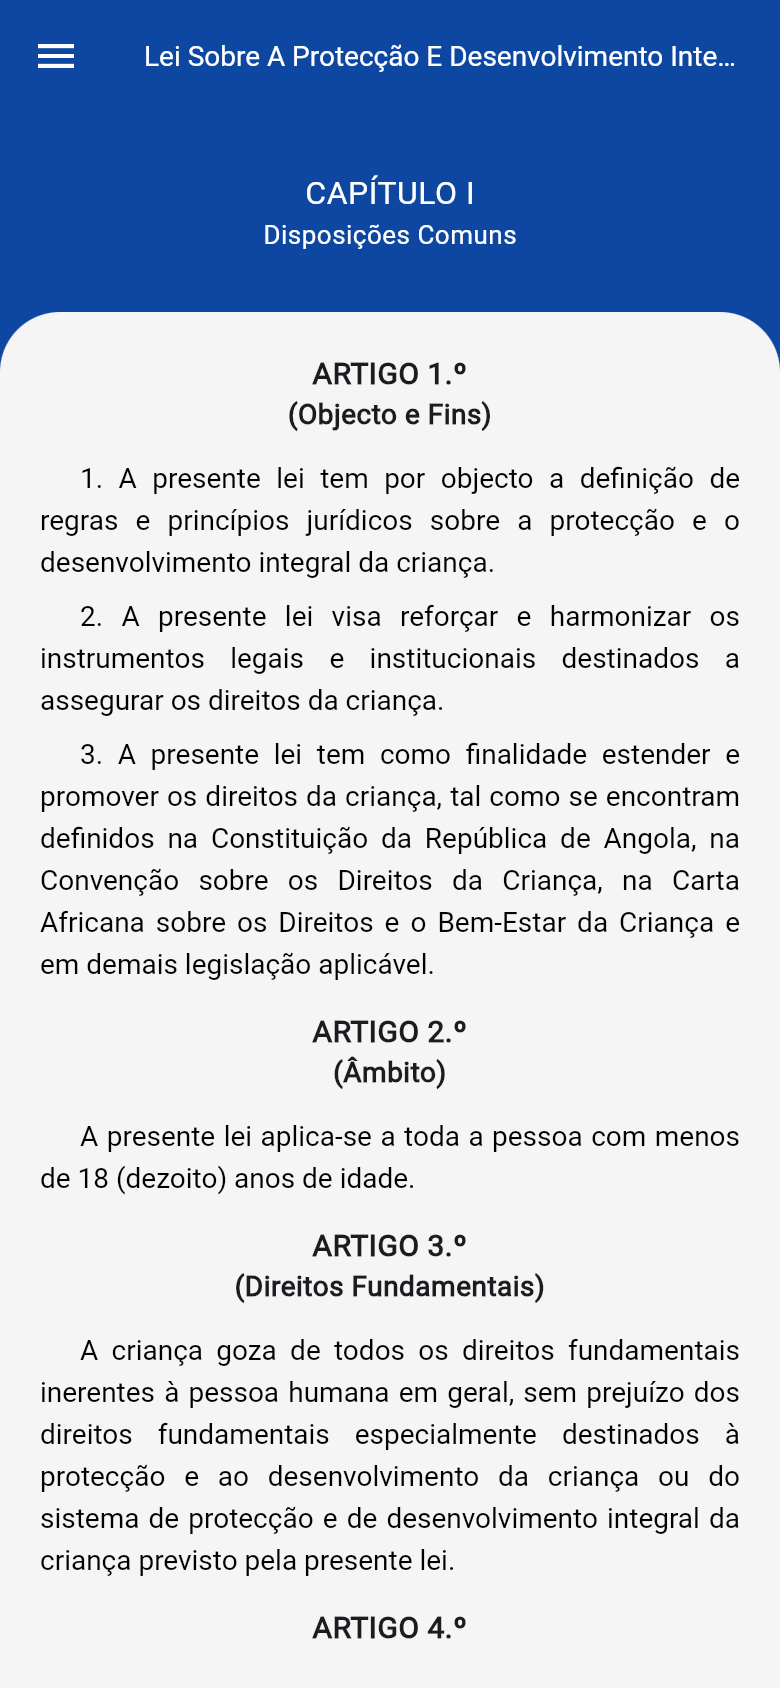 Lei Sobre A Protecção E Desenvolvimento Inte...
CAPÍTULO I
Disposições Comuns
ARTIGO 1.º
(Objecto e Fins)
1. A presente lei tem por objecto a definição de
regras e princípios jurídicos sobre a protecção e o
desenvolvimento integral da criança.
2. A presente lei visa reforçar e harmonizar os
instrumentos legais e institucionais destinados a
assegurar os direitos da criança.
3. A presente lei tem como finalidade estender e
promover os direitos da criança, tal como se encontram
definidos na Constituição da República de Angola, na
Convenção sobre os Direitos da Criança, na Carta
Africana sobre os Direitos e o Bem-Estar da Criança e
em demais legislação aplicável.
ARTIGO 2.º
(Âmbito)
A presente lei aplica-se a toda a pessoa com menos
de 18 (dezoito) anos de idade.
ARTIGO 3.º
(Direitos Fundamentais)
A criança goza de todos os direitos fundamentais
inerentes à pessoa humana em geral, sem prejuízo dos
direitos fundamentais especialmente destinados à
protecção e ao desenvolvimento da criança ou do
sistema de protecção e de desenvolvimento integral da
criança previsto pela presente lei.
ARTIGO 4.º